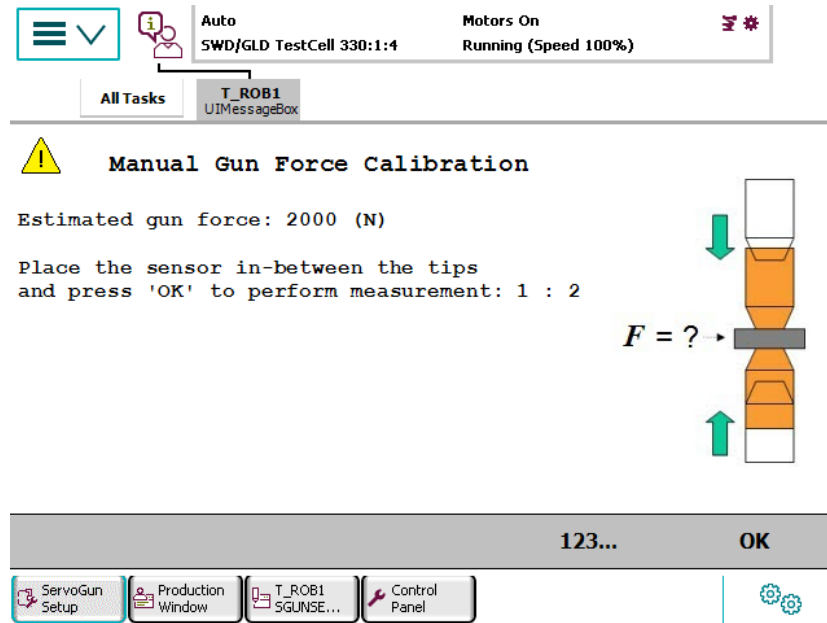 Auto
Motors On
SWD/GLD TestCell 330:1:4
Running (Speed 100%)
All Tasks
T_ROB1
UIMessageBox
Manual Gun Force Calibration
Estimated gun force: 2000 (N)
Place the sensor in-between the tips
and press 'OK' to perform measurement: 1 : 2
F = ?
123...
OK
ServoGun
Setup
Production
Window
T_ROB1
SGUNSE...
Control
Panel